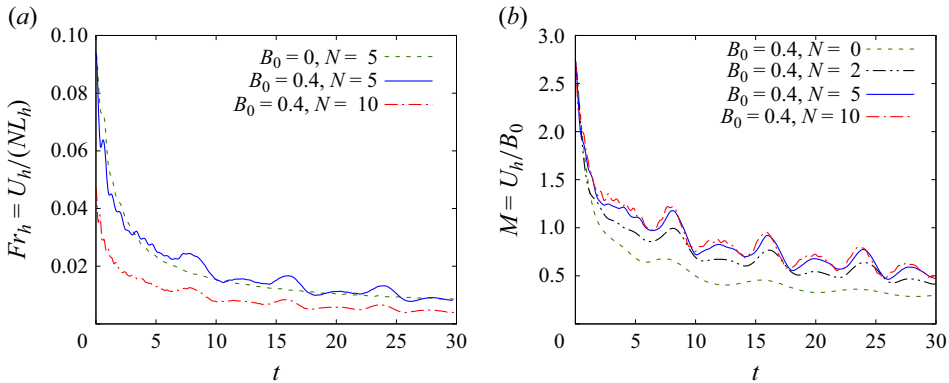 (a)
0.10
0.08
0.06
0.04
0.02
0
5
10
15
20
25
30
Fr_h = U_h/(NL_h)
t
B_0 = 0, N = 5
B_0 = 0.4, N = 5
B_0 = 0.4, N = 10
(b)
3.0
2.5
2.0
1.5
1.0
0.5
0
5
10
15
20
25
30
M = U_h/B_0
t
B_0 = 0.4, N = 0
B_0 = 0.4, N = 2
B_0 = 0.4, N = 5
B_0 = 0.4, N = 10